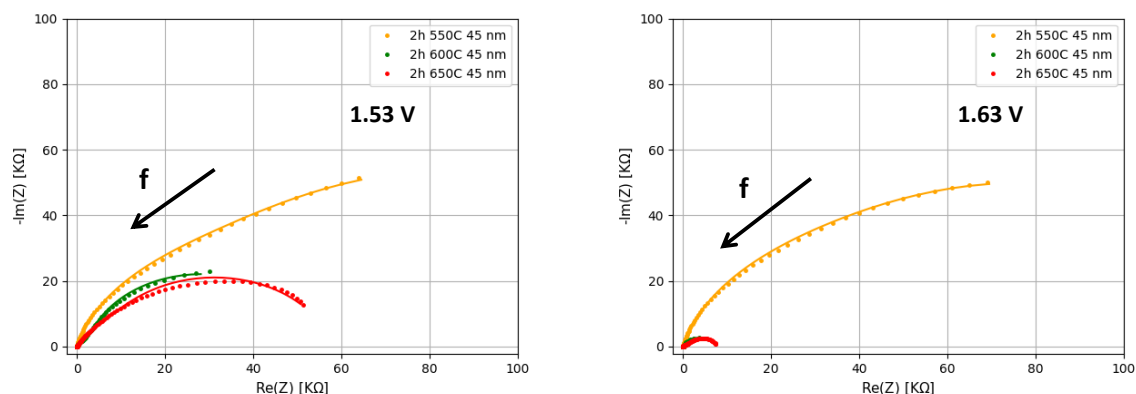 100
80
60
40
20
0
-Im(Z) [KΩ]
2h 550C 45 nm
2h 600C 45 nm
2h 650C 45 nm
1.53 V
f
0 20 40 60 80 100
Re(Z) [KΩ]
100
80
60
40
20
0
-Im(Z) [KΩ]
2h 550C 45 nm
2h 600C 45 nm
2h 650C 45 nm
1.63 V
f
0 20 40 60 80 100
Re(Z) [KΩ]